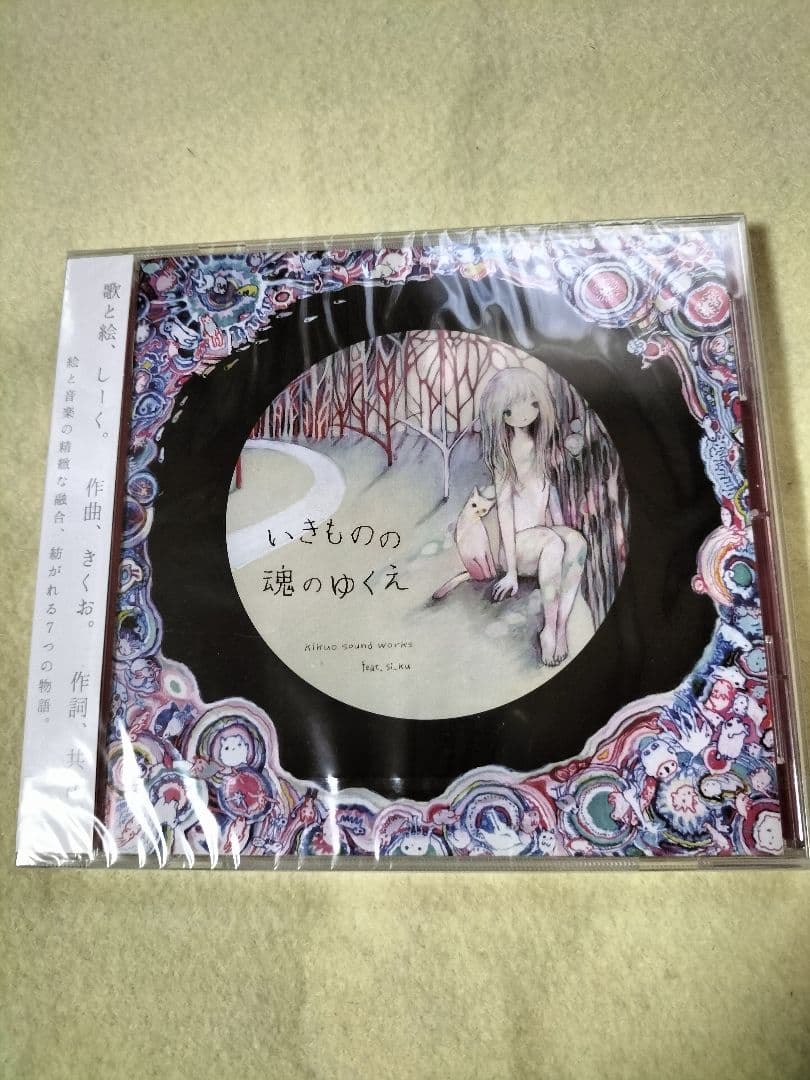 歌と絵、しーく。 作曲、きくお。 作詞、共に
絵と音楽の精緻な融合、紡がれる7つの物語。
いきものの
魂のゆくえ
kikuo sound works
feat. si_ku